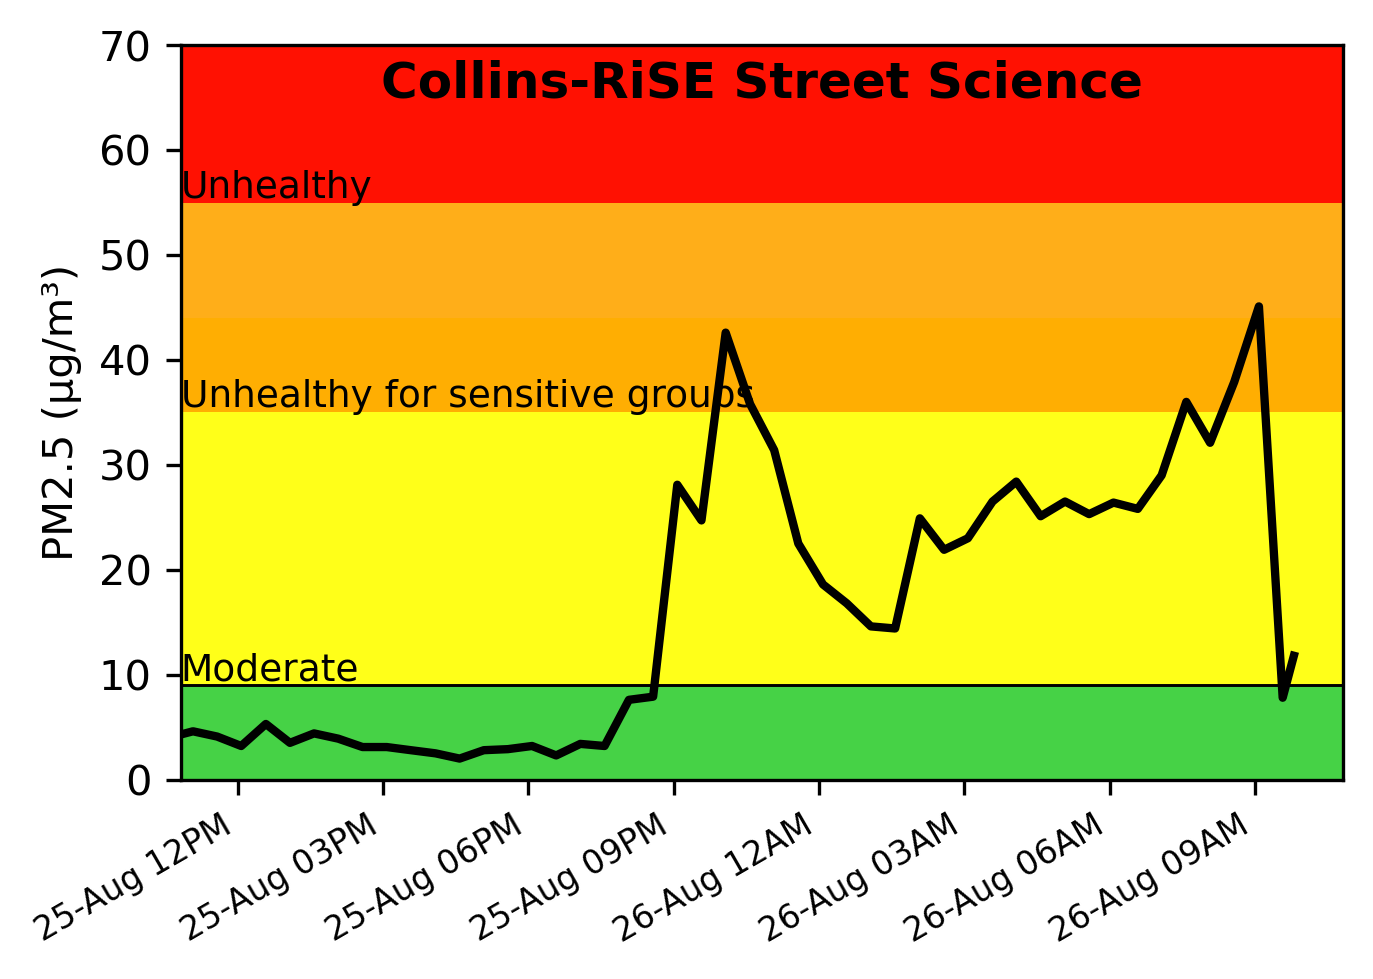 Collins-RiSE Street Science
PM2.5 (µg/m³)
70
60
50
40
30
20
10
0
Unhealthy
Unhealthy for sensitive groups
Moderate
25-Aug 12PM
25-Aug 03PM
25-Aug 06PM
25-Aug 09PM
26-Aug 12AM
26-Aug 03AM
26-Aug 06AM
26-Aug 09AM